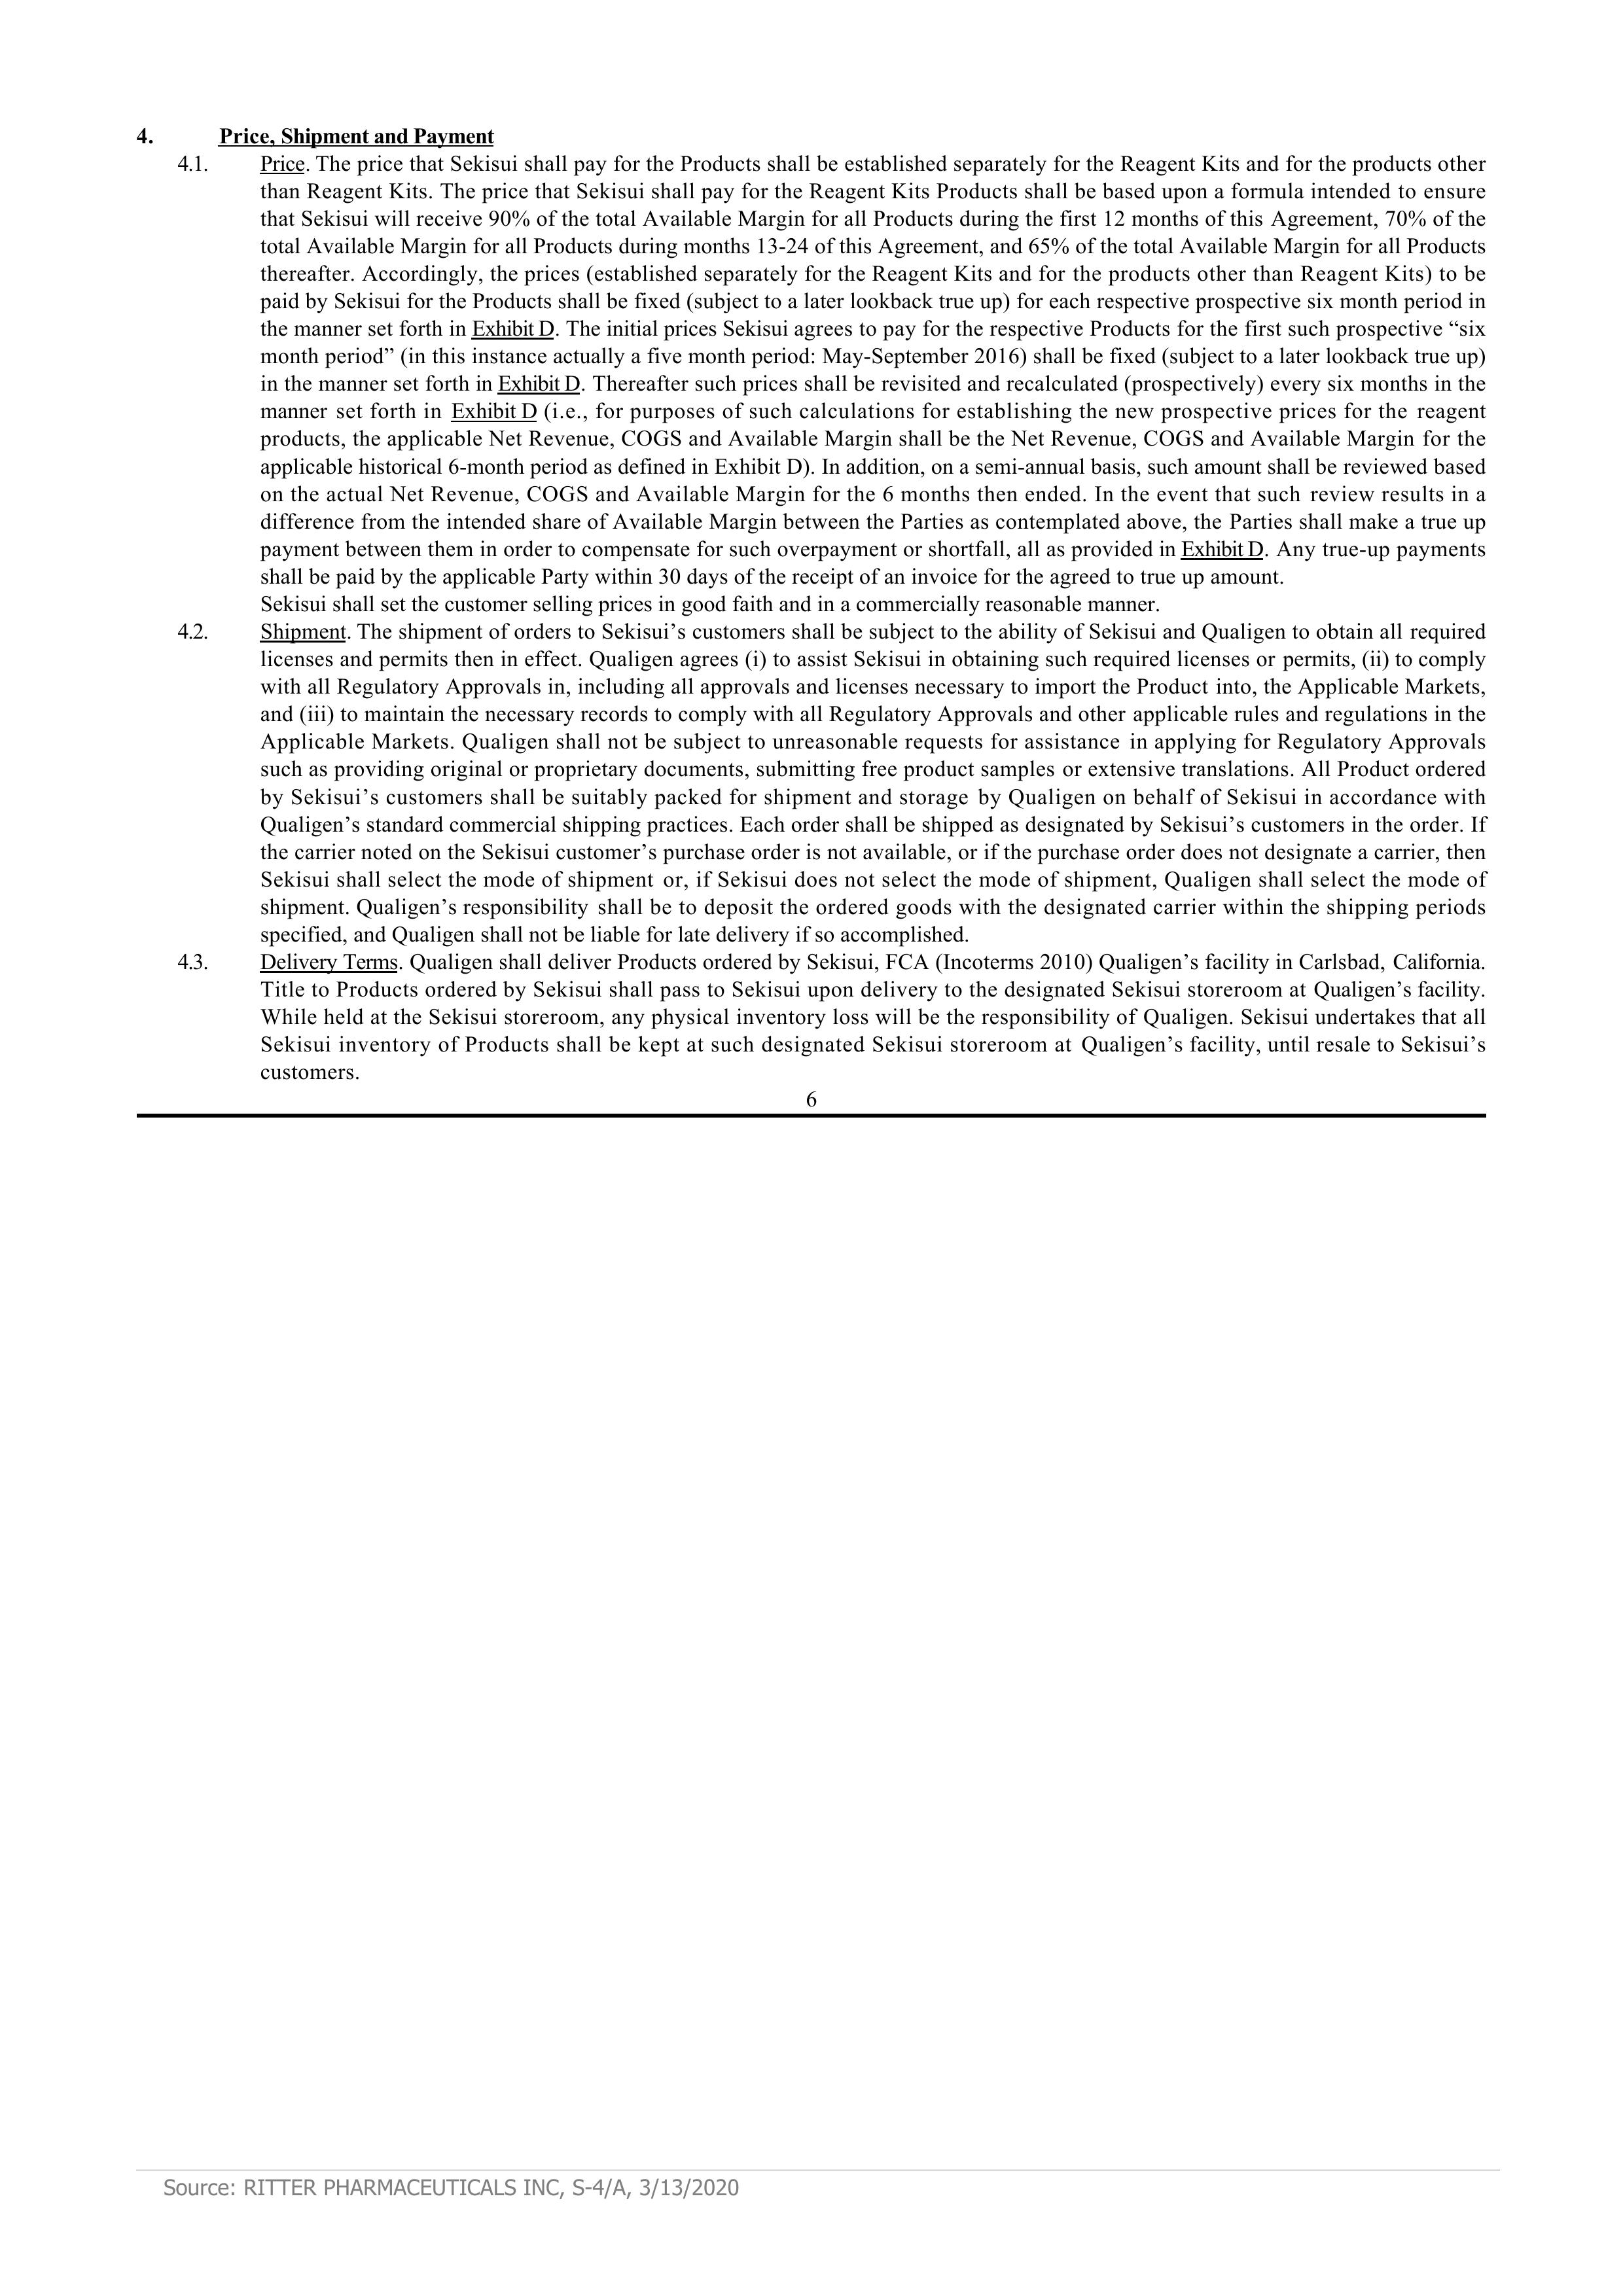 4. Price, Shipment and Payment
4.1. Price. The price that Sekisui shall pay for the Products shall be established separately for the Reagent Kits and for the products other
than Reagent Kits. The price that Sekisui shall pay for the Reagent Kits Products shall be based upon a formula intended to ensure
that Sekisui will receive 90% of the total Available Margin for all Products during the first 12 months of this Agreement, 70% of the
total Available Margin for all Products during months 13-24 of this Agreement, and 65% of the total Available Margin for all Products
thereafter. Accordingly, the prices (established separately for the Reagent Kits and for the products other than Reagent Kits) to be
paid by Sekisui for the Products shall be fixed (subject to a later lookback true up) for each respective prospective six month period in
the manner set forth in Exhibit D. The initial prices Sekisui agrees to pay for the respective Products for the first such prospective “six
month period” (in this instance actually a five month period: May-September 2016) shall be fixed (subject to a later lookback true up)
in the manner set forth in Exhibit D. Thereafter such prices shall be revisited and recalculated (prospectively) every six months in the
manner set forth in Exhibit D (i.e., for purposes of such calculations for establishing the new prospective prices for the reagent
products, the applicable Net Revenue, COGS and Available Margin shall be the Net Revenue, COGS and Available Margin for the
applicable historical 6-month period as defined in Exhibit D). In addition, on a semi-annual basis, such amount shall be reviewed based
on the actual Net Revenue, COGS and Available Margin for the 6 months then ended. In the event that such review results in a
difference from the intended share of Available Margin between the Parties as contemplated above, the Parties shall make a true up
payment between them in order to compensate for such overpayment or shortfall, all as provided in Exhibit D. Any true-up payments
shall be paid by the applicable Party within 30 days of the receipt of an invoice for the agreed to true up amount.
Sekisui shall set the customer selling prices in good faith and in a commercially reasonable manner.
4.2. Shipment. The shipment of orders to Sekisui’s customers shall be subject to the ability of Sekisui and Qualigen to obtain all required
licenses and permits then in effect. Qualigen agrees (i) to assist Sekisui in obtaining such required licenses or permits, (ii) to comply
with all Regulatory Approvals in, including all approvals and licenses necessary to import the Product into, the Applicable Markets,
and (iii) to maintain the necessary records to comply with all Regulatory Approvals and other applicable rules and regulations in the
Applicable Markets. Qualigen shall not be subject to unreasonable requests for assistance in applying for Regulatory Approvals
such as providing original or proprietary documents, submitting free product samples or extensive translations. All Product ordered
by Sekisui’s customers shall be suitably packed for shipment and storage by Qualigen on behalf of Sekisui in accordance with
Qualigen’s standard commercial shipping practices. Each order shall be shipped as designated by Sekisui’s customers in the order. If
the carrier noted on the Sekisui customer’s purchase order is not available, or if the purchase order does not designate a carrier, then
Sekisui shall select the mode of shipment or, if Sekisui does not select the mode of shipment, Qualigen shall select the mode of
shipment. Qualigen’s responsibility shall be to deposit the ordered goods with the designated carrier within the shipping periods
specified, and Qualigen shall not be liable for late delivery if so accomplished.
4.3. Delivery Terms. Qualigen shall deliver Products ordered by Sekisui, FCA (Incoterms 2010) Qualigen’s facility in Carlsbad, California.
Title to Products ordered by Sekisui shall pass to Sekisui upon delivery to the designated Sekisui storeroom at Qualigen’s facility.
While held at the Sekisui storeroom, any physical inventory loss will be the responsibility of Qualigen. Sekisui undertakes that all
Sekisui inventory of Products shall be kept at such designated Sekisui storeroom at Qualigen’s facility, until resale to Sekisui’s
customers.
6
Source: RITTER PHARMACEUTICALS INC, S-4/A, 3/13/2020